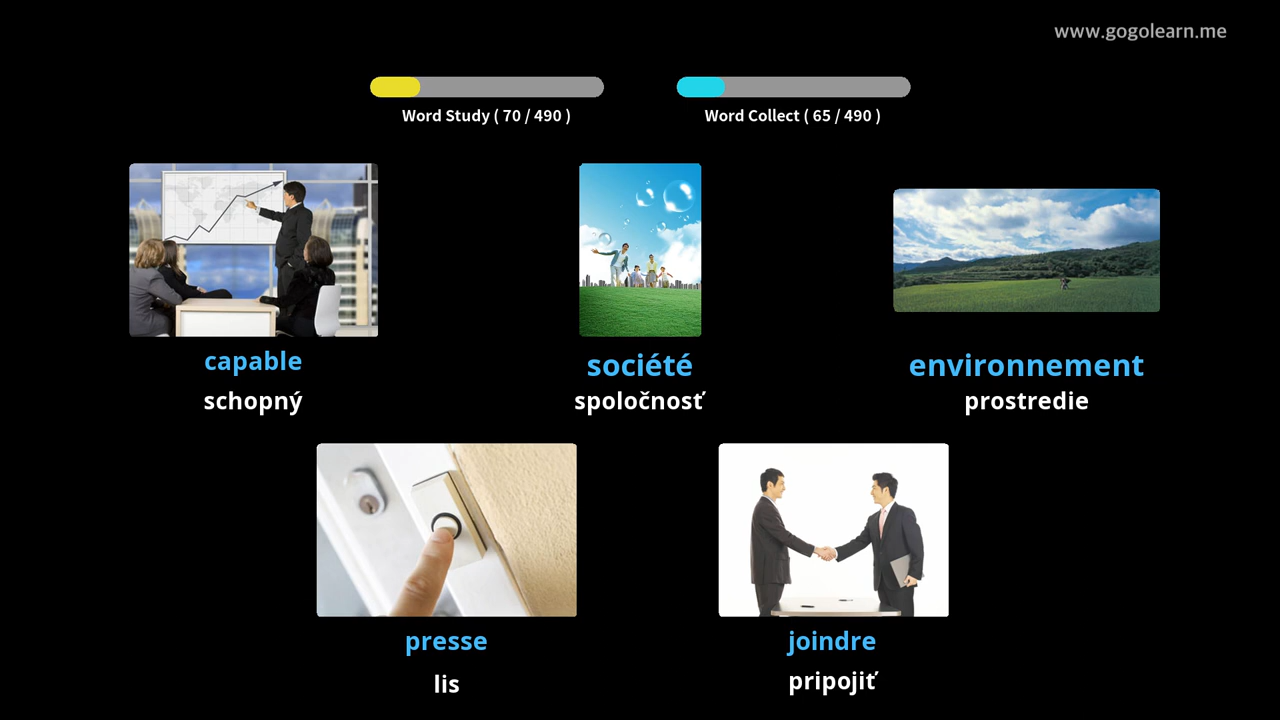 www.gogolearn.me
Word Study ( 70 / 490 )
Word Collect ( 65 / 490 )
capable
schopný
société
spoločnosť
environnement
prostredie
presse
lis
joindre
pripojiť